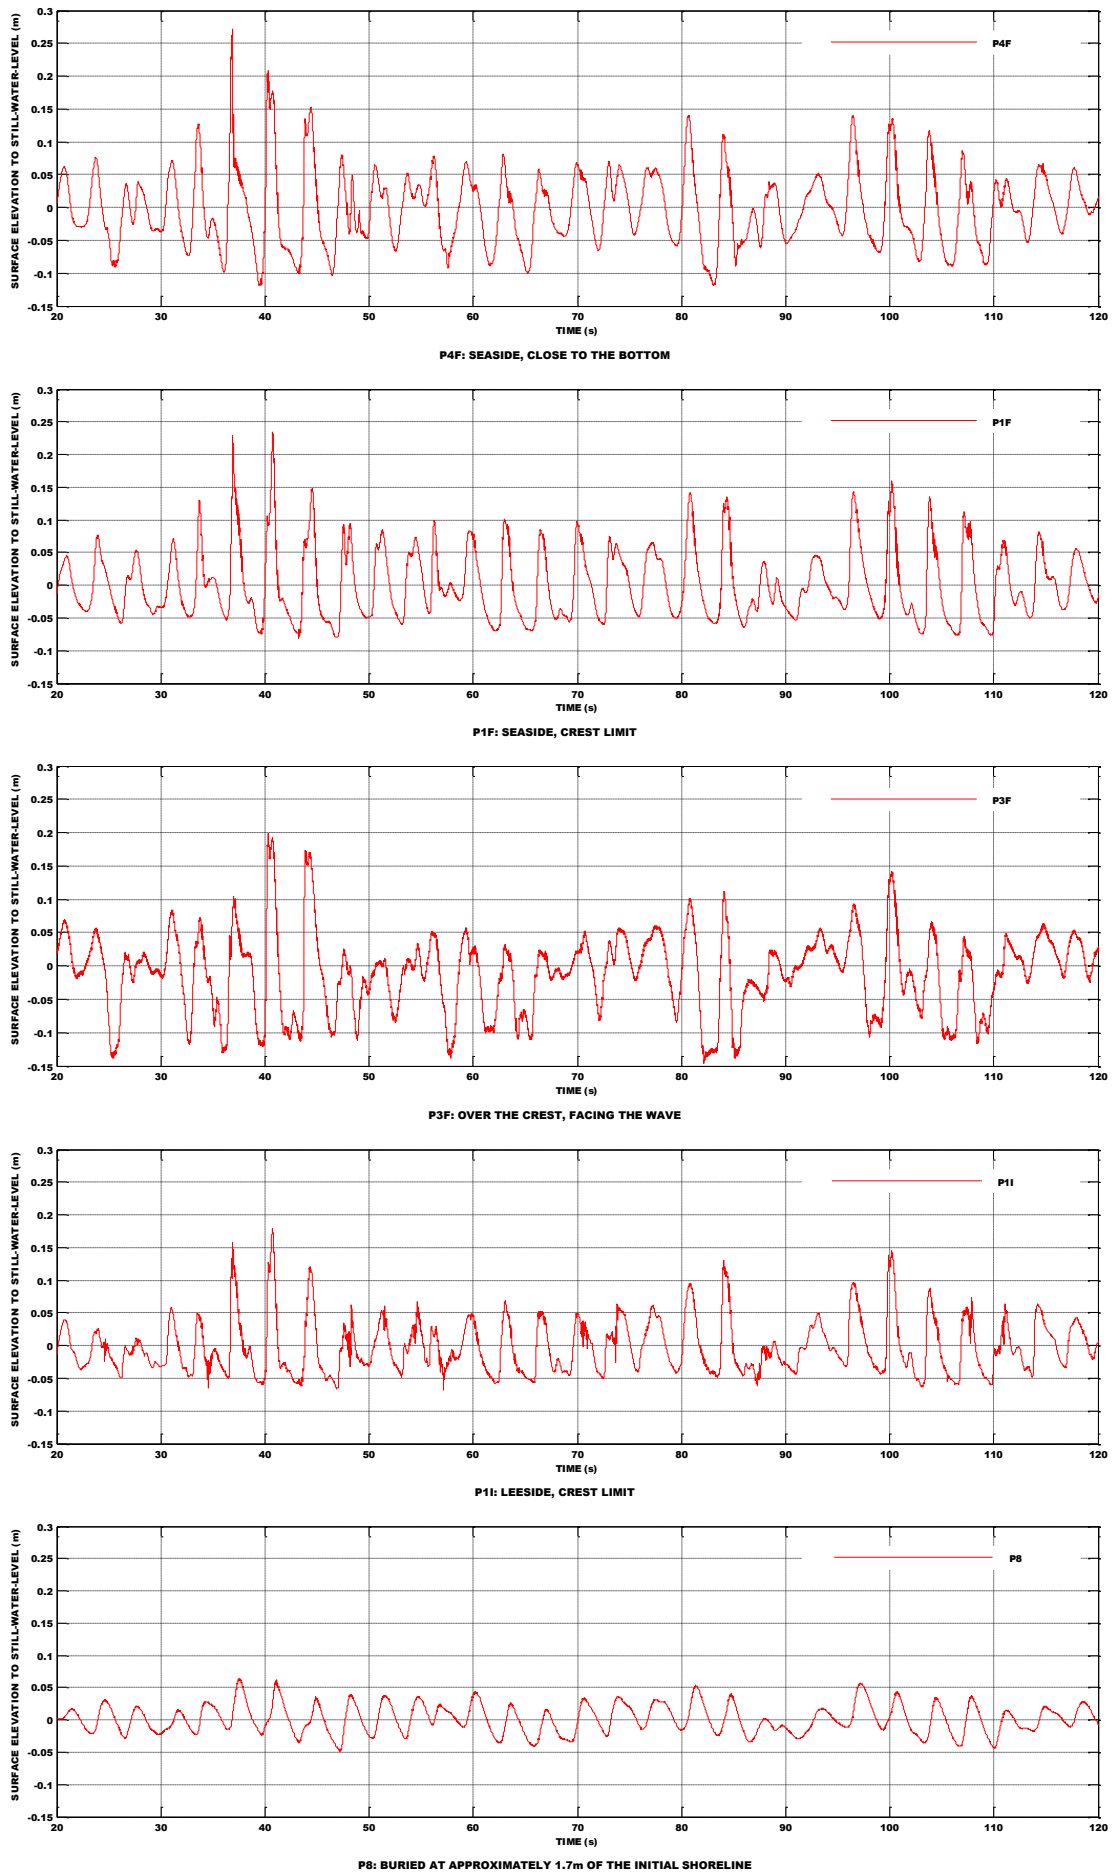 SURFACE ELEVATION TO STILL-WATER-LEVEL (m)
0.3
0.25
0.2
0.15
0.1
0.05
0
-0.05
-0.1
-0.15
P4F
20 30 40 50 60 70 80 90 100 110 120
TIME (s)
P4F: SEASIDE, CLOSE TO THE BOTTOM
SURFACE ELEVATION TO STILL-WATER-LEVEL (m)
0.3
0.25
0.2
0.15
0.1
0.05
0
-0.05
-0.1
-0.15
P1F
20 30 40 50 60 70 80 90 100 110 120
TIME (s)
P1F: SEASIDE, CREST LIMIT
SURFACE ELEVATION TO STILL-WATER-LEVEL (m)
0.3
0.25
0.2
0.15
0.1
0.05
0
-0.05
-0.1
-0.15
P3F
20 30 40 50 60 70 80 90 100 110 120
TIME (s)
P3F: OVER THE CREST, FACING THE WAVE
SURFACE ELEVATION TO STILL-WATER-LEVEL (m)
0.3
0.25
0.2
0.15
0.1
0.05
0
-0.05
-0.1
-0.15
P1I
20 30 40 50 60 70 80 90 100 110 120
TIME (s)
P1I: LEESIDE, CREST LIMIT
SURFACE ELEVATION TO STILL-WATER-LEVEL (m)
0.3
0.25
0.2
0.15
0.1
0.05
0
-0.05
-0.1
-0.15
P8
20 30 40 50 60 70 80 90 100 110 120
TIME (s)
P8: BURIED AT APPROXIMATELY 1.7m OF THE INITIAL SHORELINE